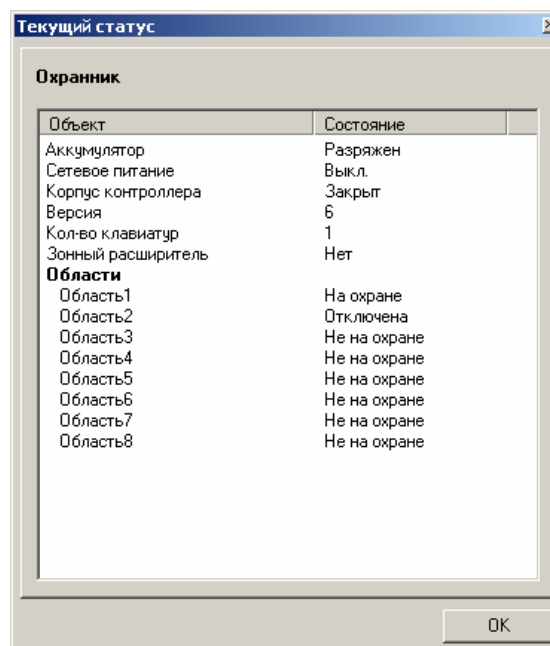 Текущий статус
Охранник
Объект Состояние
Аккумулятор Разряжен
Сетевое питание Выкл.
Корпус контроллера Закрыт
Версия 6
Кол-во клавиатур 1
Зонный расширитель Нет
Области
Область1 На охране
Область2 Отключена
Область3 Не на охране
Область4 Не на охране
Область5 Не на охране
Область6 Не на охране
Область7 Не на охране
Область8 Не на охране
OK